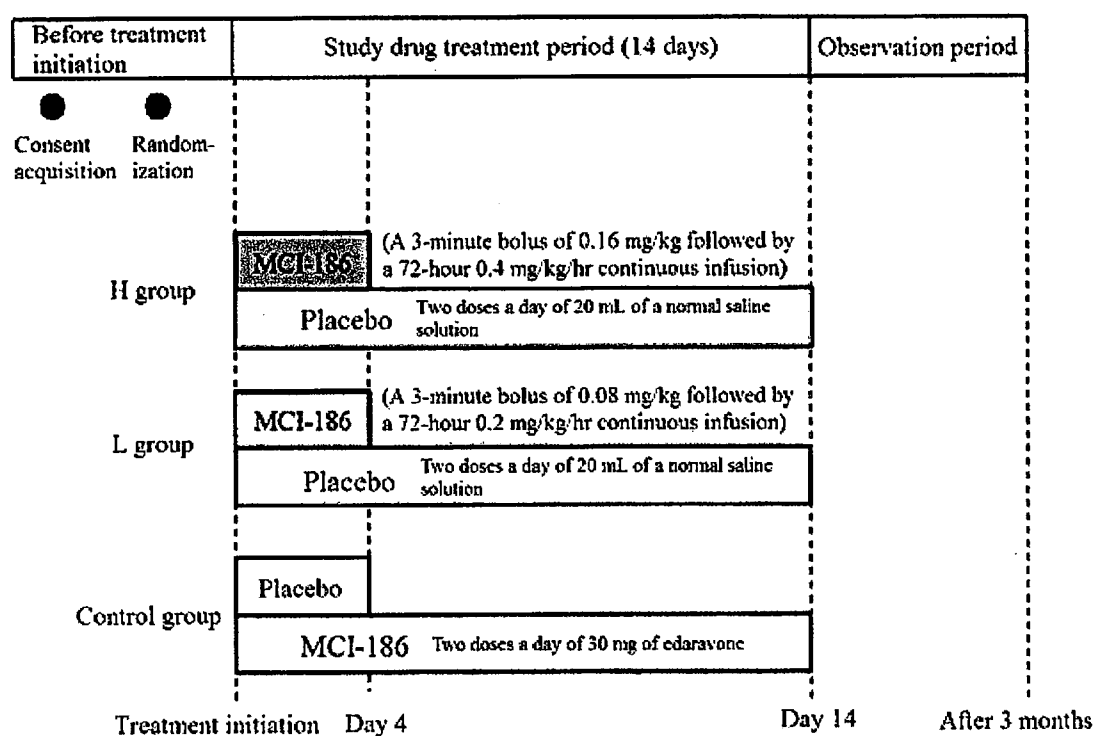 Before treatment
initiation
Study drug treatment period (14 days)
Observation period
Consent
acquisition
Random-
ization
H group
MCI-186
(A 3-minute bolus of 0.16 mg/kg followed by
a 72-hour 0.4 mg/kg/hr continuous infusion)
Placebo
Two doses a day of 20 mL of a normal saline
solution
L group
MCI-186
(A 3-minute bolus of 0.08 mg/kg followed by
a 72-hour 0.2 mg/kg/hr continuous infusion)
Placebo
Two doses a day of 20 mL of a normal saline
solution
Control group
Placebo
MCI-186 Two doses a day of 30 mg of edaravone
Treatment initiation Day 4 Day 14 After 3 months